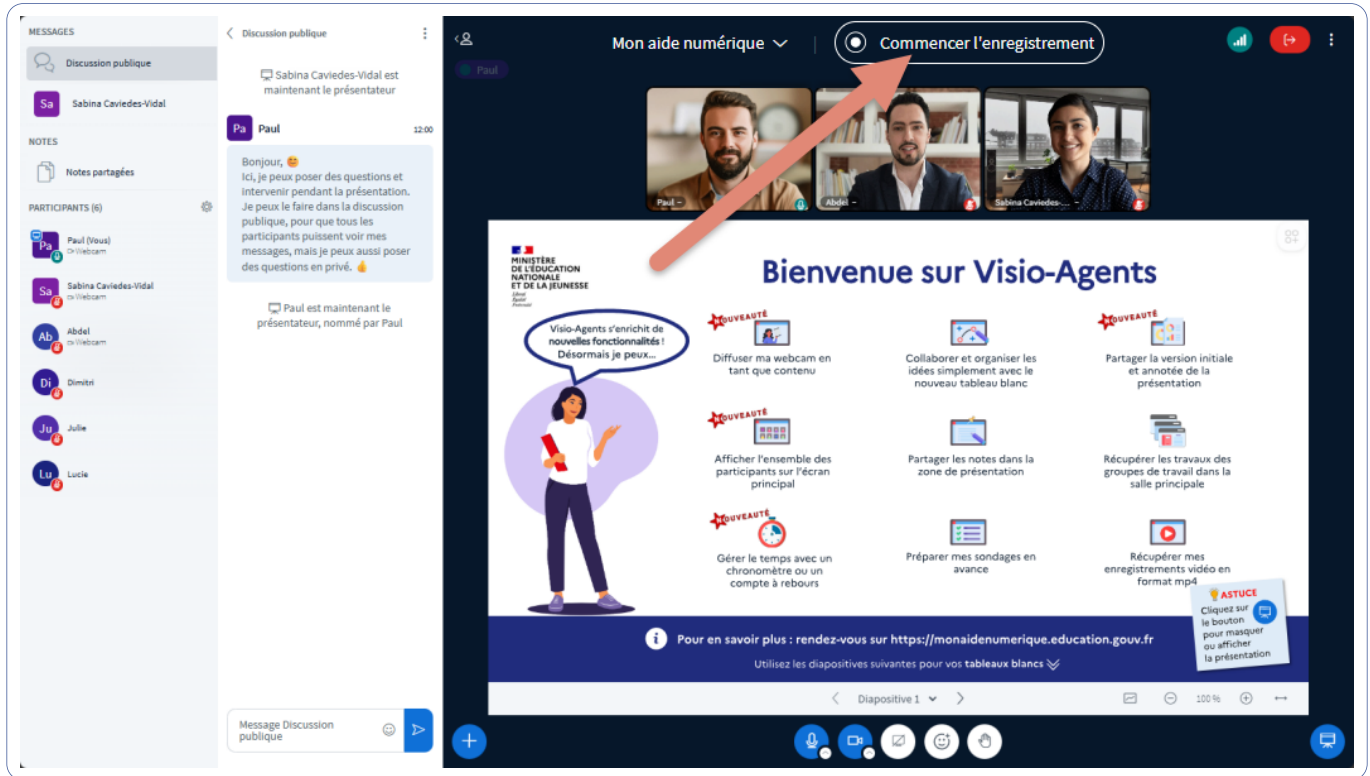 MESSAGES
Discussion publique
Sa
Sabina Caviedes-Vidal
NOTES
Notes partagées
PARTICIPANTS (6)
Pa
Paul (Vous)
Webcam
Sa
Sabina Caviedes-Vidal
Webcam
Ab
Abdel
Webcam
Di
Dimitri
Ju
Julie
Lu
Lucie
Discussion publique
Sabina Caviedes-Vidal est
maintenant le présentateur
Pa
Paul
12:00
Bonjour,
Ici, je peux poser des questions et
intervenir pendant la présentation.
Je peux le faire dans la discussion
publique, pour que tous les
participants puissent voir mes
messages, mais je peux aussi poser
des questions en privé.
Paul est maintenant le
présentateur, nommé par Paul
Message Discussion
publique
Mon aide numérique
Commencer l'enregistrement
Paul
Paul
Abdel
Sabina Caviedes-...
MINISTÈRE
DE L'ÉDUCATION
NATIONALE
ET DE LA JEUNESSE
Liberté
Égalité
Fraternité
Bienvenue sur Visio-Agents
Visio-Agents s'enrichit de
nouvelles fonctionnalités !
Désormais je peux...
NOUVEAUTÉ
Diffuser ma webcam en
tant que contenu
Collaborer et organiser les
idées simplement avec le
nouveau tableau blanc
NOUVEAUTÉ
Partager la version initiale
et annotée de la
présentation
NOUVEAUTÉ
Afficher l'ensemble des
participants sur l'écran
principal
Partager les notes dans la
zone de présentation
Récupérer les travaux des
groupes de travail dans la
salle principale
NOUVEAUTÉ
Gérer le temps avec un
chronomètre ou un
compte à rebours
Préparer mes sondages en
avance
Récupérer mes
enregistrements vidéo en
format mp4
ASTUCE
Cliquez sur
le bouton
pour masquer
ou afficher
la présentation
Pour en savoir plus : rendez-vous sur https://monaidenumerique.education.gouv.fr
Utilisez les diapositives suivantes pour vos tableaux blancs
Diapositive 1
100 %